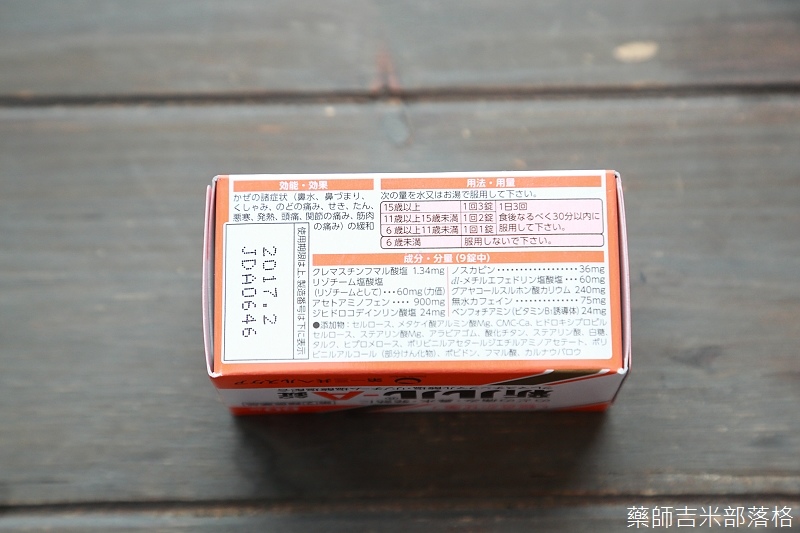 効能・効果
かぜの諸症状（鼻水、鼻づまり、
くしゃみ、のどの痛み、せき、たん、
悪寒、発熱、頭痛、関節の痛み、筋肉
の痛み）の緩和
使用期限は上、製造番号は下に表示
2017.2
JDA0646
用法・用量
次の量を水又はお湯で服用して下さい。
15歳以上 1回3錠 1日3回
11歳以上15歳未満 1回2錠 食後なるべく30分以内に
6歳以上11歳未満 1回1錠 服用して下さい。
6歳未満 服用しないで下さい。
成分・分量（9錠中）
クレマスチンフマル酸塩 1.34mg
リゾチーム塩酸塩
（リゾチームとして）・・・60mg（力価）
アセトアミノフェン・・・・ 900mg
ジヒドロコデインリン酸塩 24mg
ノスカピン・・・・・・・・・・・・・・36mg
dl-メチルエフェドリン塩酸塩・・・60mg
グアヤコールスルホン酸カリウム 240mg
無水カフェイン・・・・・・・・・・・75mg
ベンフォチアミン（ビタミンB₁誘導体）24mg
●添加物：セルロース、メタケイ酸アルミン酸Mg、CMC-Ca、ヒドロキシプロピル
セルロース、ステアリン酸Mg、アラビアゴム、酸化チタン、ステアリン酸、白糖、
タルク、ヒプロメロース、ポリビニルアセタールジエチルアミノアセテート、ポリ
ビニルアルコール（部分けん化物）、ポビドン、フマル酸、カルナウバロウ
第一三共ヘルスケア
新ルル-A錠
藥師吉米部落格